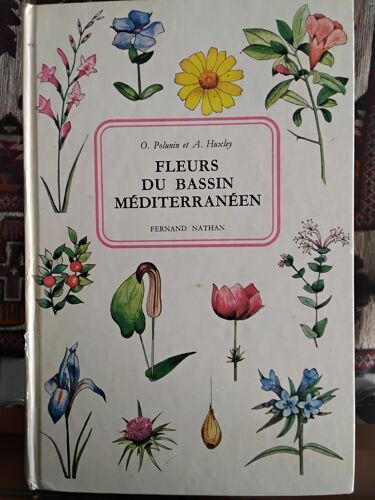 O. Polunin et A. Huxley
FLEURS
DU BASSIN
MÉDITERRANÉEN
FERNAND NATHAN